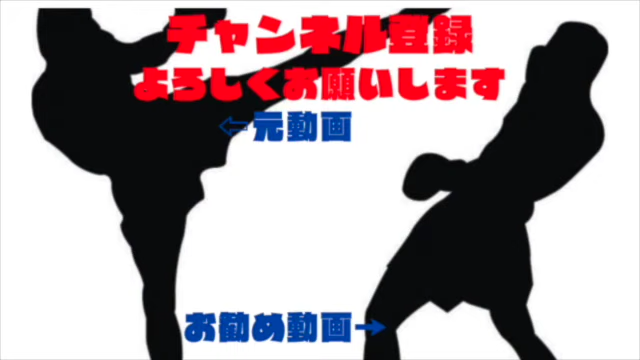 チャンネル登録
よろしくお願いします
⇦元動画
お勧め動画➔